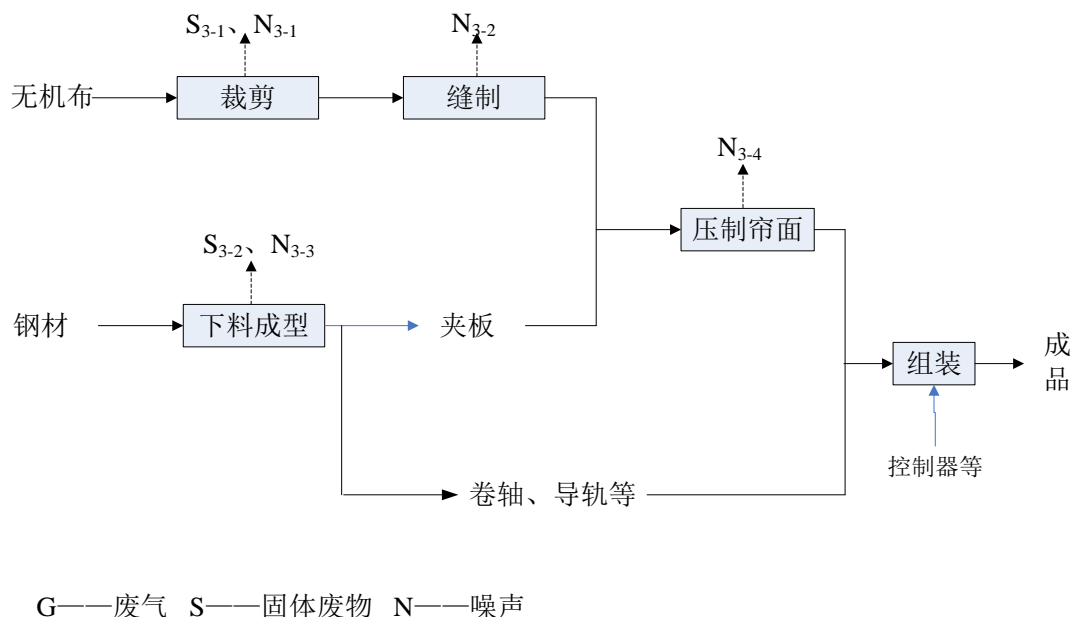 S3-1、N3-1
N3-2
无机布
裁剪
缝制
N3-4
压制帘面
S3-2、N3-3
钢材
下料成型
夹板
组装
成
品
控制器等
卷轴、导轨等
G——废气 S——固体废物 N——噪声